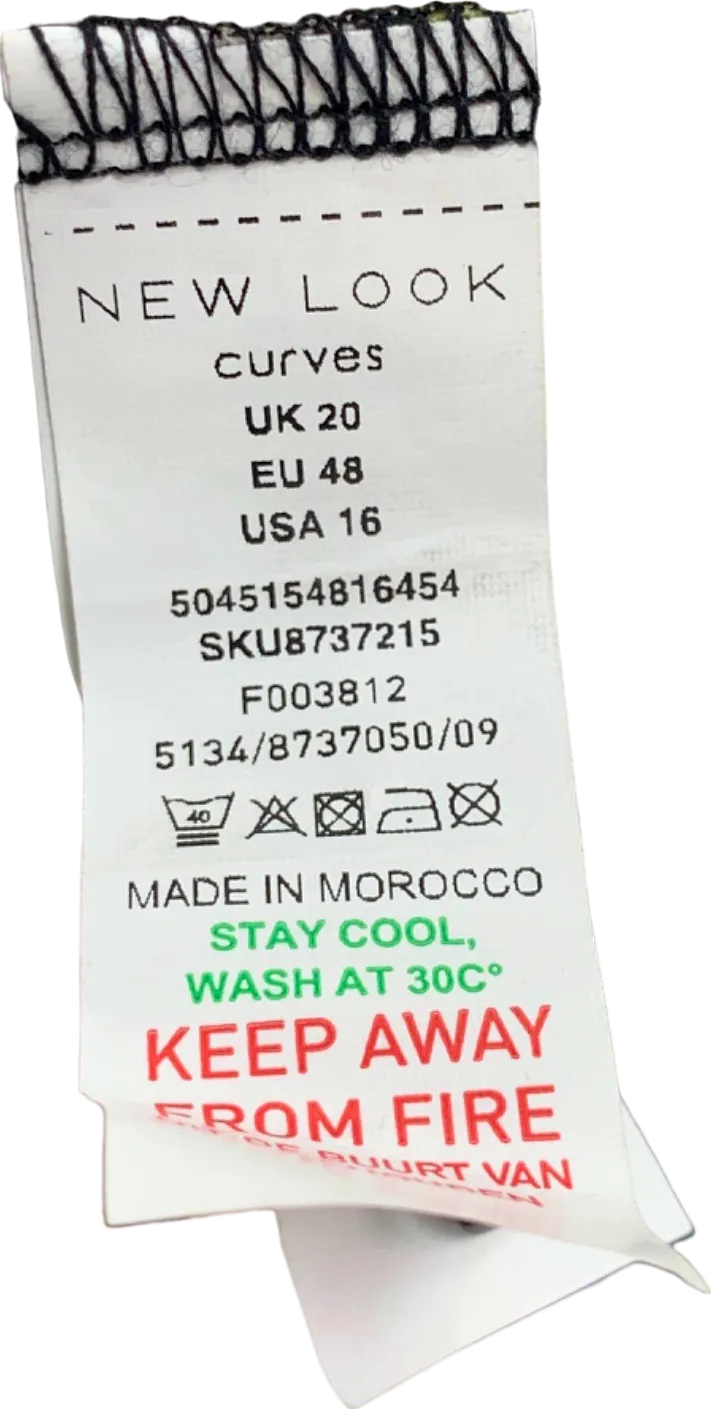 NEW LOOK
curves
UK 20
EU 48
USA 16
5045154816454
SKU8737215
F003812
5134/8737050/09
40
MADE IN MOROCCO
STAY COOL,
WASH AT 30C°
KEEP AWAY
FROM FIRE
BUURT VAN